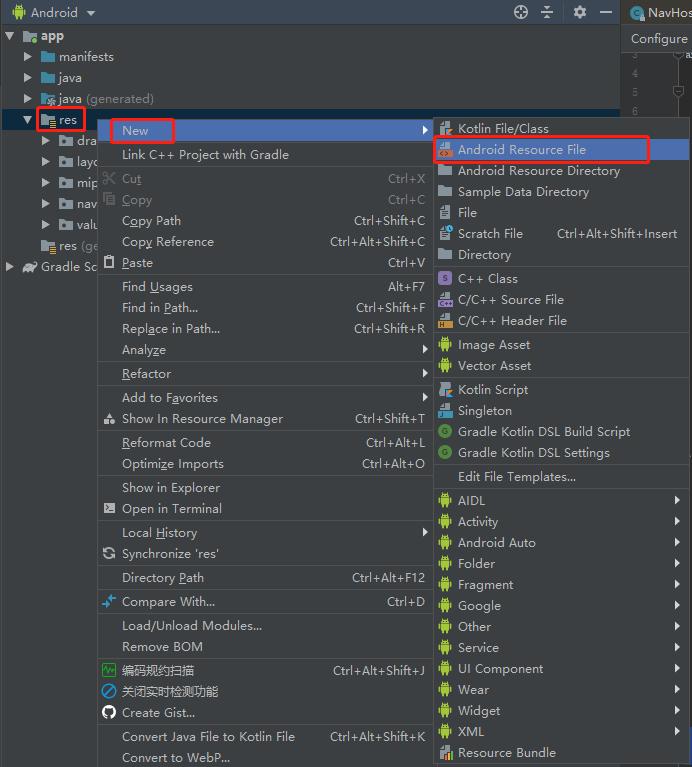 Android
NavHos
app
Configure
manifests
java
java (generated)
res
dra
layo
mip
nav
valu
res (ge
Gradle Sc
3
4
5
6
New
Link C++ Project with Gradle
Cut Ctrl+X
Copy Ctrl+C
Copy Path Ctrl+Shift+C
Copy Reference Ctrl+Alt+Shift+C
Paste Ctrl+V
Find Usages Alt+F7
Find in Path... Ctrl+Shift+F
Replace in Path... Ctrl+Shift+R
Analyze
Refactor
Add to Favorites
Show In Resource Manager Ctrl+Shift+T
Reformat Code Ctrl+Alt+L
Optimize Imports Ctrl+Alt+O
Show in Explorer
Open in Terminal
Local History
Synchronize 'res'
Directory Path Ctrl+Alt+F12
Compare With... Ctrl+D
Load/Unload Modules...
Remove BOM
编码规约扫描 Ctrl+Alt+Shift+J
关闭实时检测功能
Create Gist...
Convert Java File to Kotlin File Ctrl+Alt+Shift+K
Convert to WebP...
Kotlin File/Class
Android Resource File
Android Resource Directory
Sample Data Directory
File
Scratch File Ctrl+Alt+Shift+Insert
Directory
C++ Class
C/C++ Source File
C/C++ Header File
Image Asset
Vector Asset
Kotlin Script
Singleton
Gradle Kotlin DSL Build Script
Gradle Kotlin DSL Settings
Edit File Templates...
AIDL
Activity
Android Auto
Folder
Fragment
Google
Other
Service
UI Component
Wear
Widget
XML
Resource Bundle